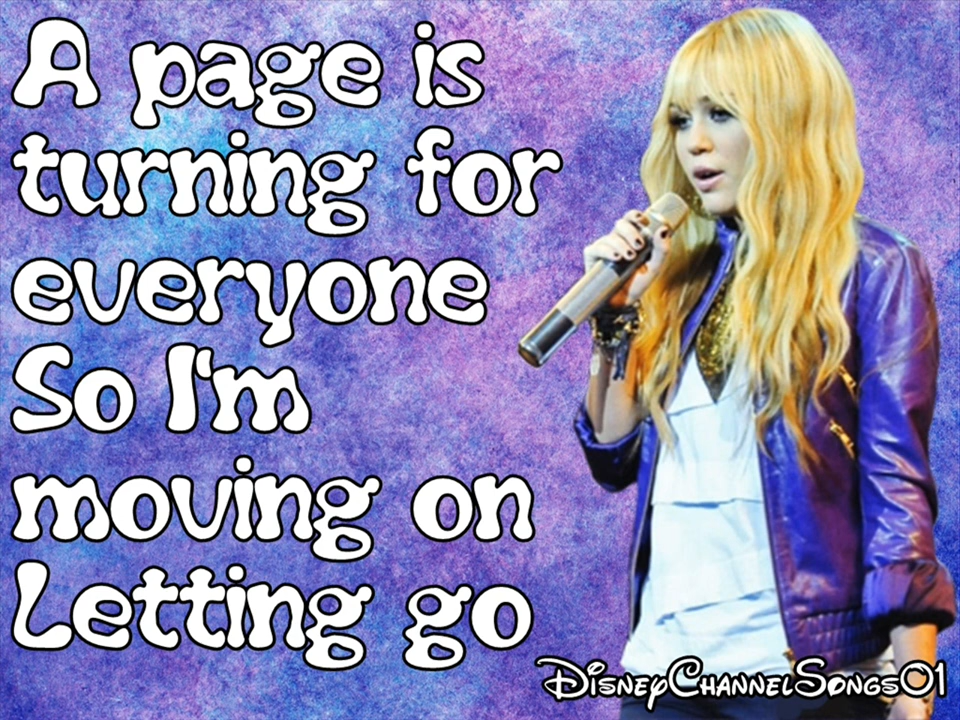 A page is
turning for
everyone
So I'm
moving on
Letting go
DisneyChannelSongs01